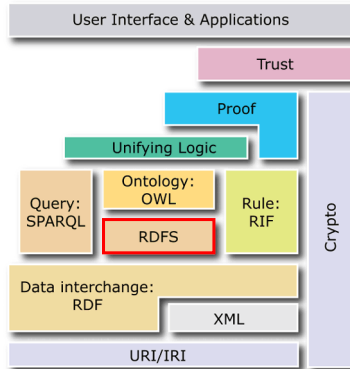 User Interface & Applications
Trust
Proof
Unifying Logic
Query:
SPARQL
Ontology:
OWL
RDFS
Rule:
RIF
Crypto
Data interchange:
RDF
XML
URI/IRI